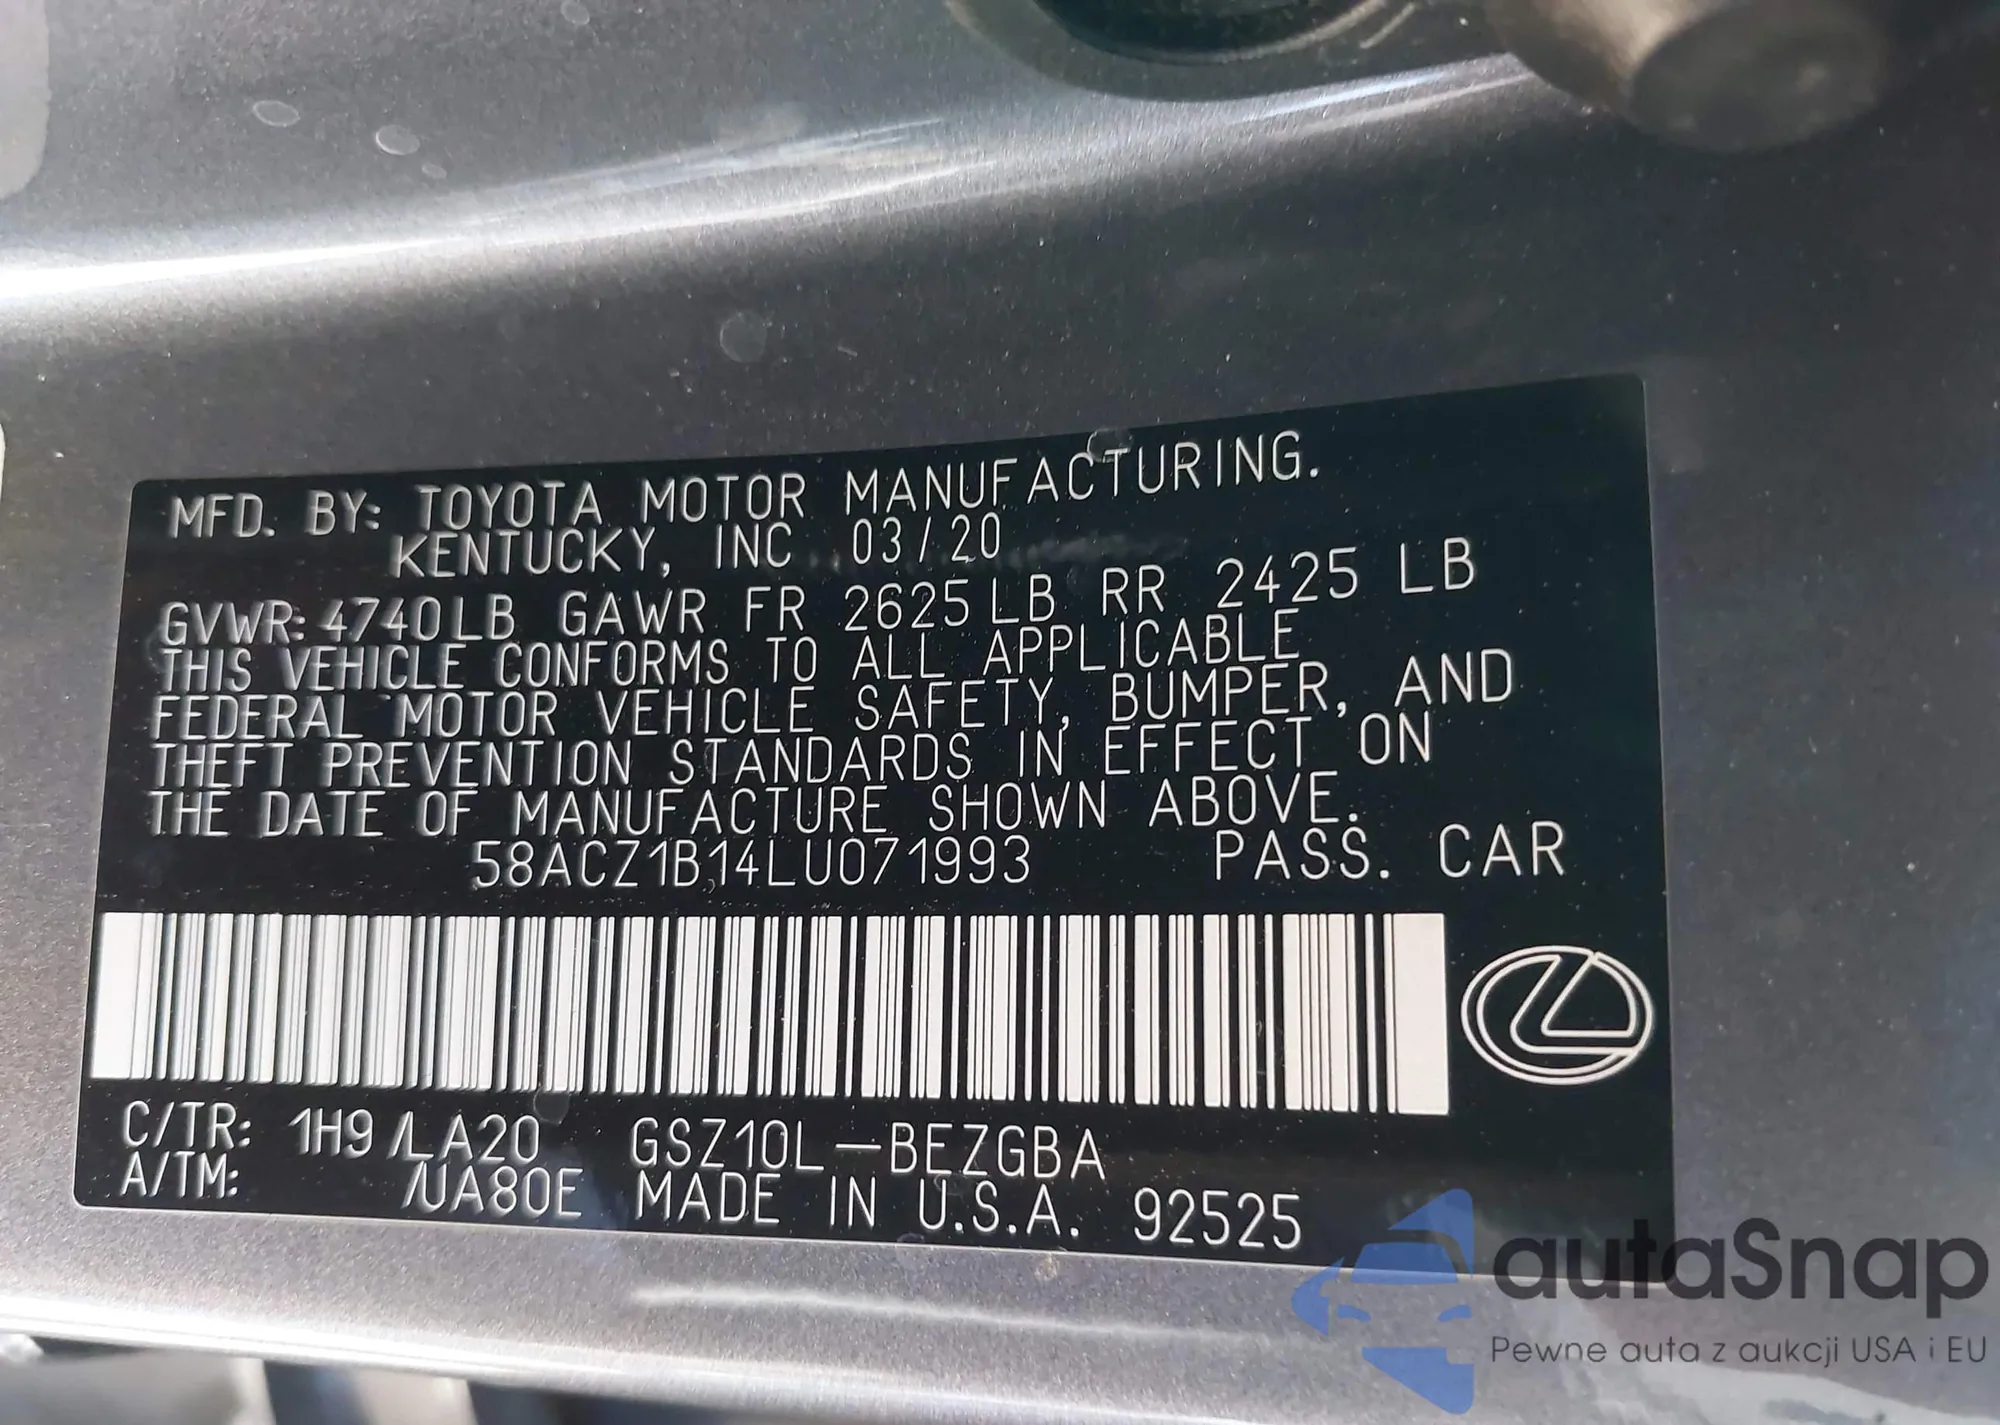 MFD. BY: TOYOTA MOTOR MANUFACTURING.
KENTUCKY, INC 03/20
GVWR: 4740LB GAWR FR 2625 LB RR 2425 LB
THIS VEHICLE CONFORMS TO ALL APPLICABLE
FEDERAL MOTOR VEHICLE SAFETY, BUMPER, AND
THEFT PREVENTION STANDARDS IN EFFECT ON
THE DATE OF MANUFACTURE SHOWN ABOVE.
58ACZ1B14LU071993 PASS. CAR
C/TR: 1H9 /LA20 GSZ10L-BEZGBA
A/TM: /UA80E MADE IN U.S.A. 92525
autaSnap
Pewne auta z aukcji USA i EU